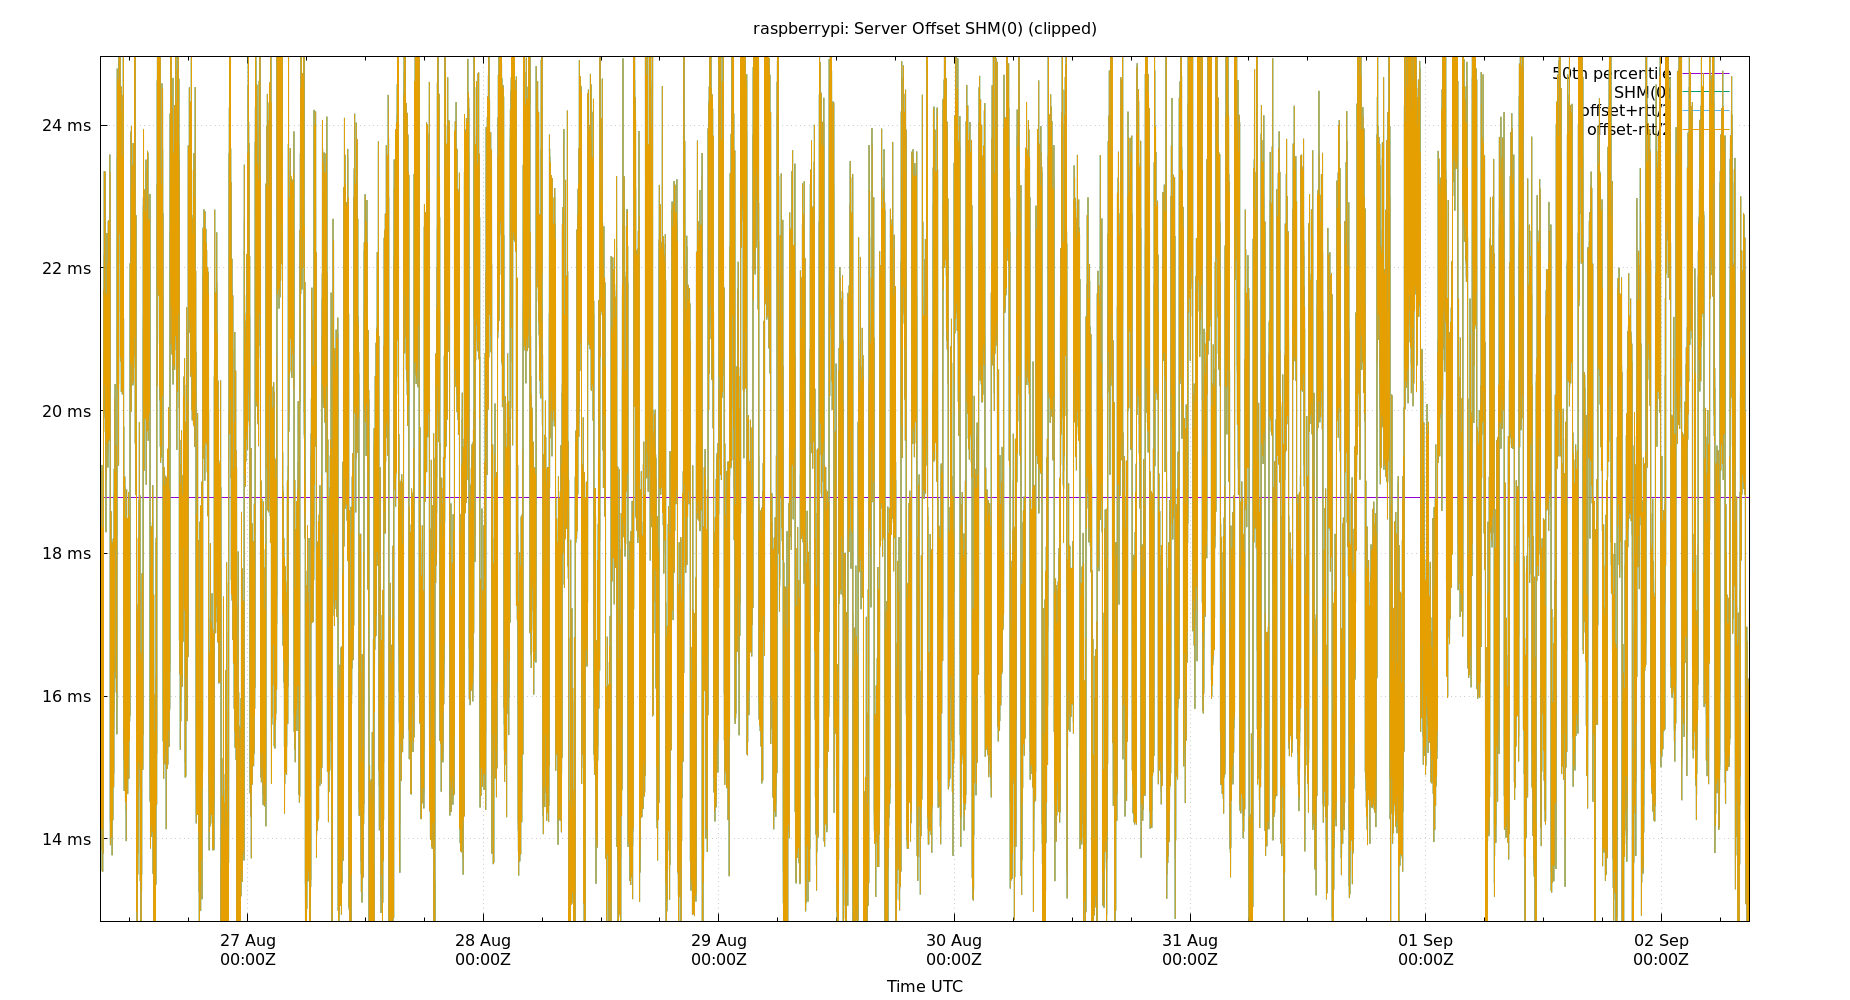 raspberrypi: Server Offset SHM(0) (clipped)
50th percentile
SHM(0)
offset+rtt/2
offset-rtt/2
24 ms
22 ms
20 ms
18 ms
16 ms
14 ms
27 Aug
00:00Z
28 Aug
00:00Z
29 Aug
00:00Z
30 Aug
00:00Z
31 Aug
00:00Z
01 Sep
00:00Z
02 Sep
00:00Z
Time UTC